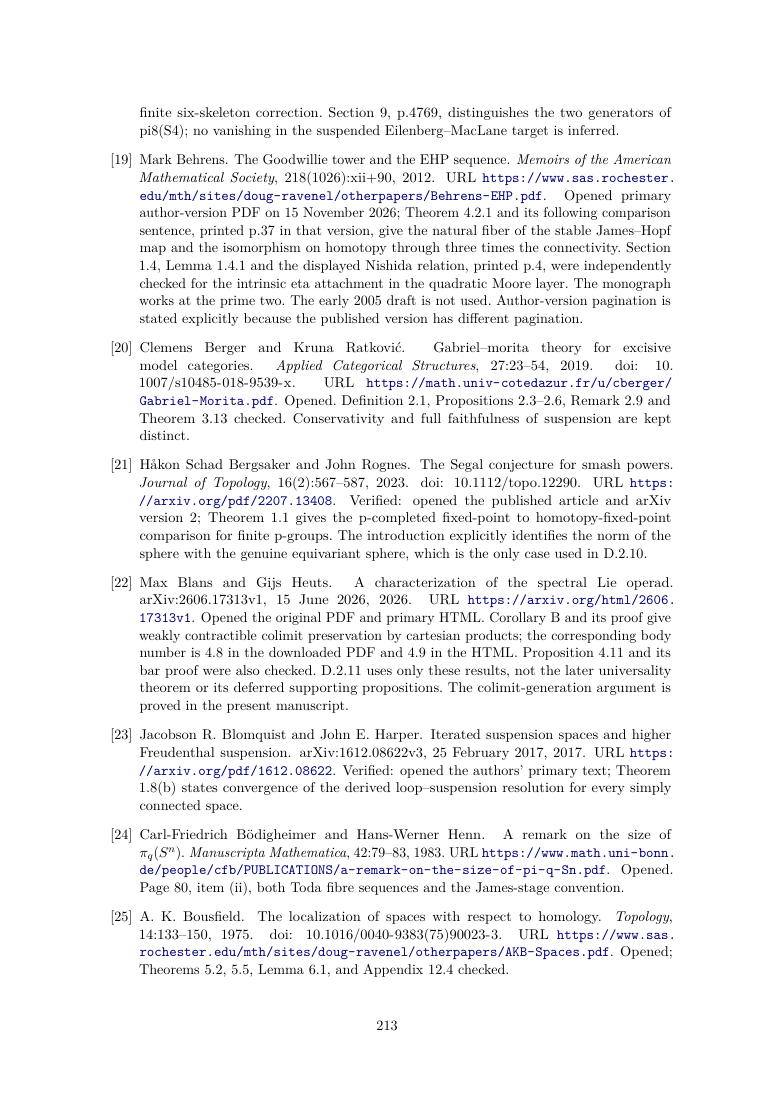 finite six-skeleton correction. Section 9, p.4769, distinguishes the two generators of
pi8(S4); no vanishing in the suspended Eilenberg–MacLane target is inferred.
[19] Mark Behrens. The Goodwillie tower and the EHP sequence. Memoirs of the American
Mathematical Society, 218(1026):xii+90, 2012. URL https://www.sas.rochester.
edu/mth/sites/doug-ravenel/otherpapers/Behrens-EHP.pdf. Opened primary
author-version PDF on 15 November 2026; Theorem 4.2.1 and its following comparison
sentence, printed p.37 in that version, give the natural fiber of the stable James–Hopf
map and the isomorphism on homotopy through three times the connectivity. Section
1.4, Lemma 1.4.1 and the displayed Nishida relation, printed p.4, were independently
checked for the intrinsic eta attachment in the quadratic Moore layer. The monograph
works at the prime two. The early 2005 draft is not used. Author-version pagination is
stated explicitly because the published version has different pagination.
[20] Clemens Berger and Kruna Ratković. Gabriel–morita theory for excisive
model categories. Applied Categorical Structures, 27:23–54, 2019. doi: 10.
1007/s10485-018-9539-x. URL https://math.univ-cotedazur.fr/u/cberger/
Gabriel-Morita.pdf. Opened. Definition 2.1, Propositions 2.3–2.6, Remark 2.9 and
Theorem 3.13 checked. Conservativity and full faithfulness of suspension are kept
distinct.
[21] Håkon Schad Bergsaker and John Rognes. The Segal conjecture for smash powers.
Journal of Topology, 16(2):567–587, 2023. doi: 10.1112/topo.12290. URL https:
//arxiv.org/pdf/2207.13408. Verified: opened the published article and arXiv
version 2; Theorem 1.1 gives the p-completed fixed-point to homotopy-fixed-point
comparison for finite p-groups. The introduction explicitly identifies the norm of the
sphere with the genuine equivariant sphere, which is the only case used in D.2.10.
[22] Max Blans and Gijs Heuts. A characterization of the spectral Lie operad.
arXiv:2606.17313v1, 15 June 2026, 2026. URL https://arxiv.org/html/2606.
17313v1. Opened the original PDF and primary HTML. Corollary B and its proof give
weakly contractible colimit preservation by cartesian products; the corresponding body
number is 4.8 in the downloaded PDF and 4.9 in the HTML. Proposition 4.11 and its
bar proof were also checked. D.2.11 uses only these results, not the later universality
theorem or its deferred supporting propositions. The colimit-generation argument is
proved in the present manuscript.
[23] Jacobson R. Blomquist and John E. Harper. Iterated suspension spaces and higher
Freudenthal suspension. arXiv:1612.08622v3, 25 February 2017, 2017. URL https:
//arxiv.org/pdf/1612.08622. Verified: opened the authors' primary text; Theorem
1.8(b) states convergence of the derived loop–suspension resolution for every simply
connected space.
[24] Carl-Friedrich Bödigheimer and Hans-Werner Henn. A remark on the size of
πq(Sn). Manuscripta Mathematica, 42:79–83, 1983. URL https://www.math.uni-bonn.
de/people/cfb/PUBLICATIONS/a-remark-on-the-size-of-pi-q-Sn.pdf. Opened.
Page 80, item (ii), both Toda fibre sequences and the James-stage convention.
[25] A. K. Bousfield. The localization of spaces with respect to homology. Topology,
14:133–150, 1975. doi: 10.1016/0040-9383(75)90023-3. URL https://www.sas.
rochester.edu/mth/sites/doug-ravenel/otherpapers/AKB-Spaces.pdf. Opened;
Theorems 5.2, 5.5, Lemma 6.1, and Appendix 12.4 checked.
213